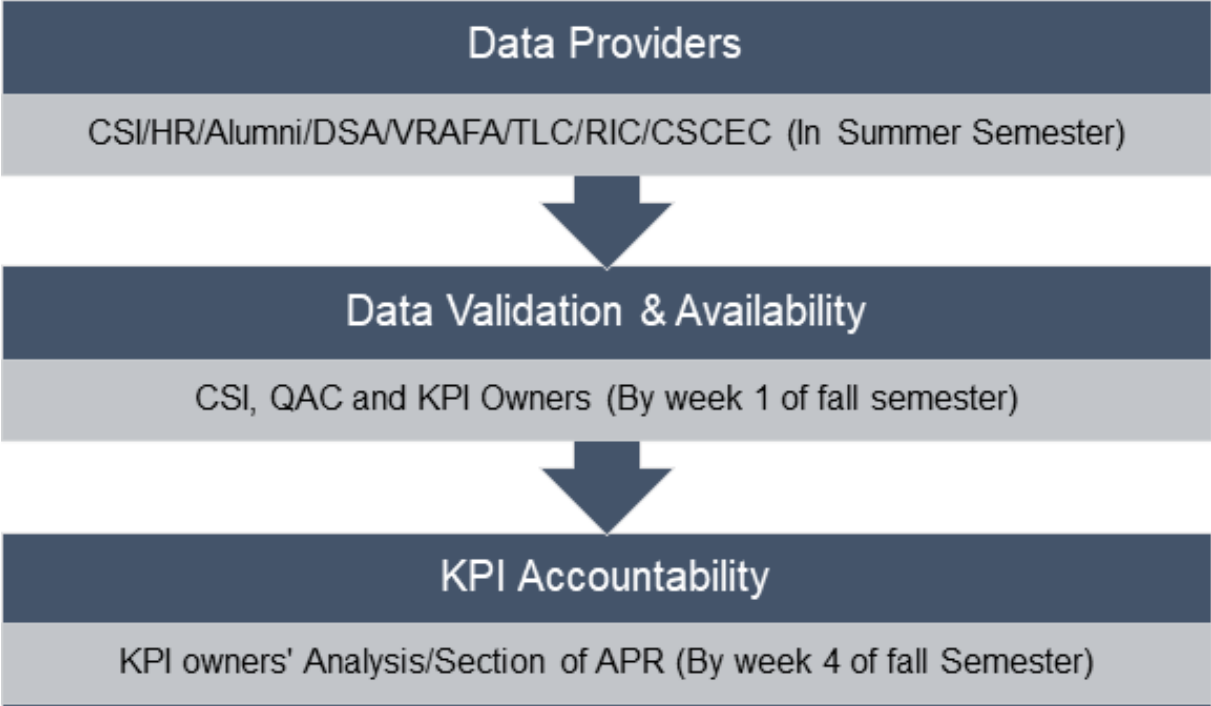 Data Providers
CSI/HR/Alumni/DSA/VRAFA/TLC/RIC/CSCEC (In Summer Semester)
Data Validation & Availability
CSI, QAC and KPI Owners (By week 1 of fall semester)
KPI Accountability
KPI owners' Analysis/Section of APR (By week 4 of fall Semester)